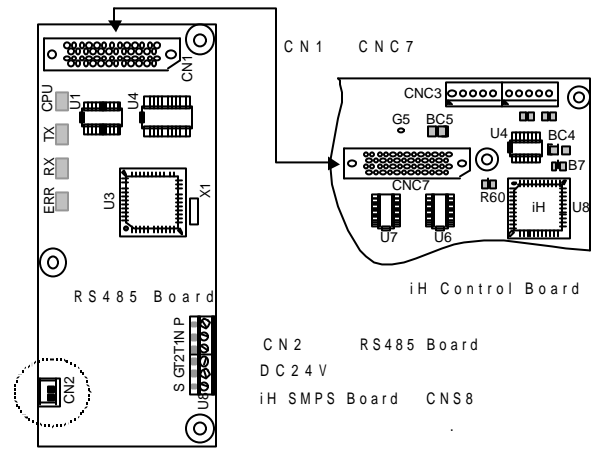 CN1 CNC7
CN1
CPU
U1
U4
TX
RX
ERR
U3
X1
RS485 Board
CN2
S GT2T1N P
U8
CNC3
G5
BC5
U4
BC4
B7
CNC7
R60
iH
U8
U7
U6
iH Control Board
CN2 RS485 Board
DC24V
iH SMPS Board CNS8
.